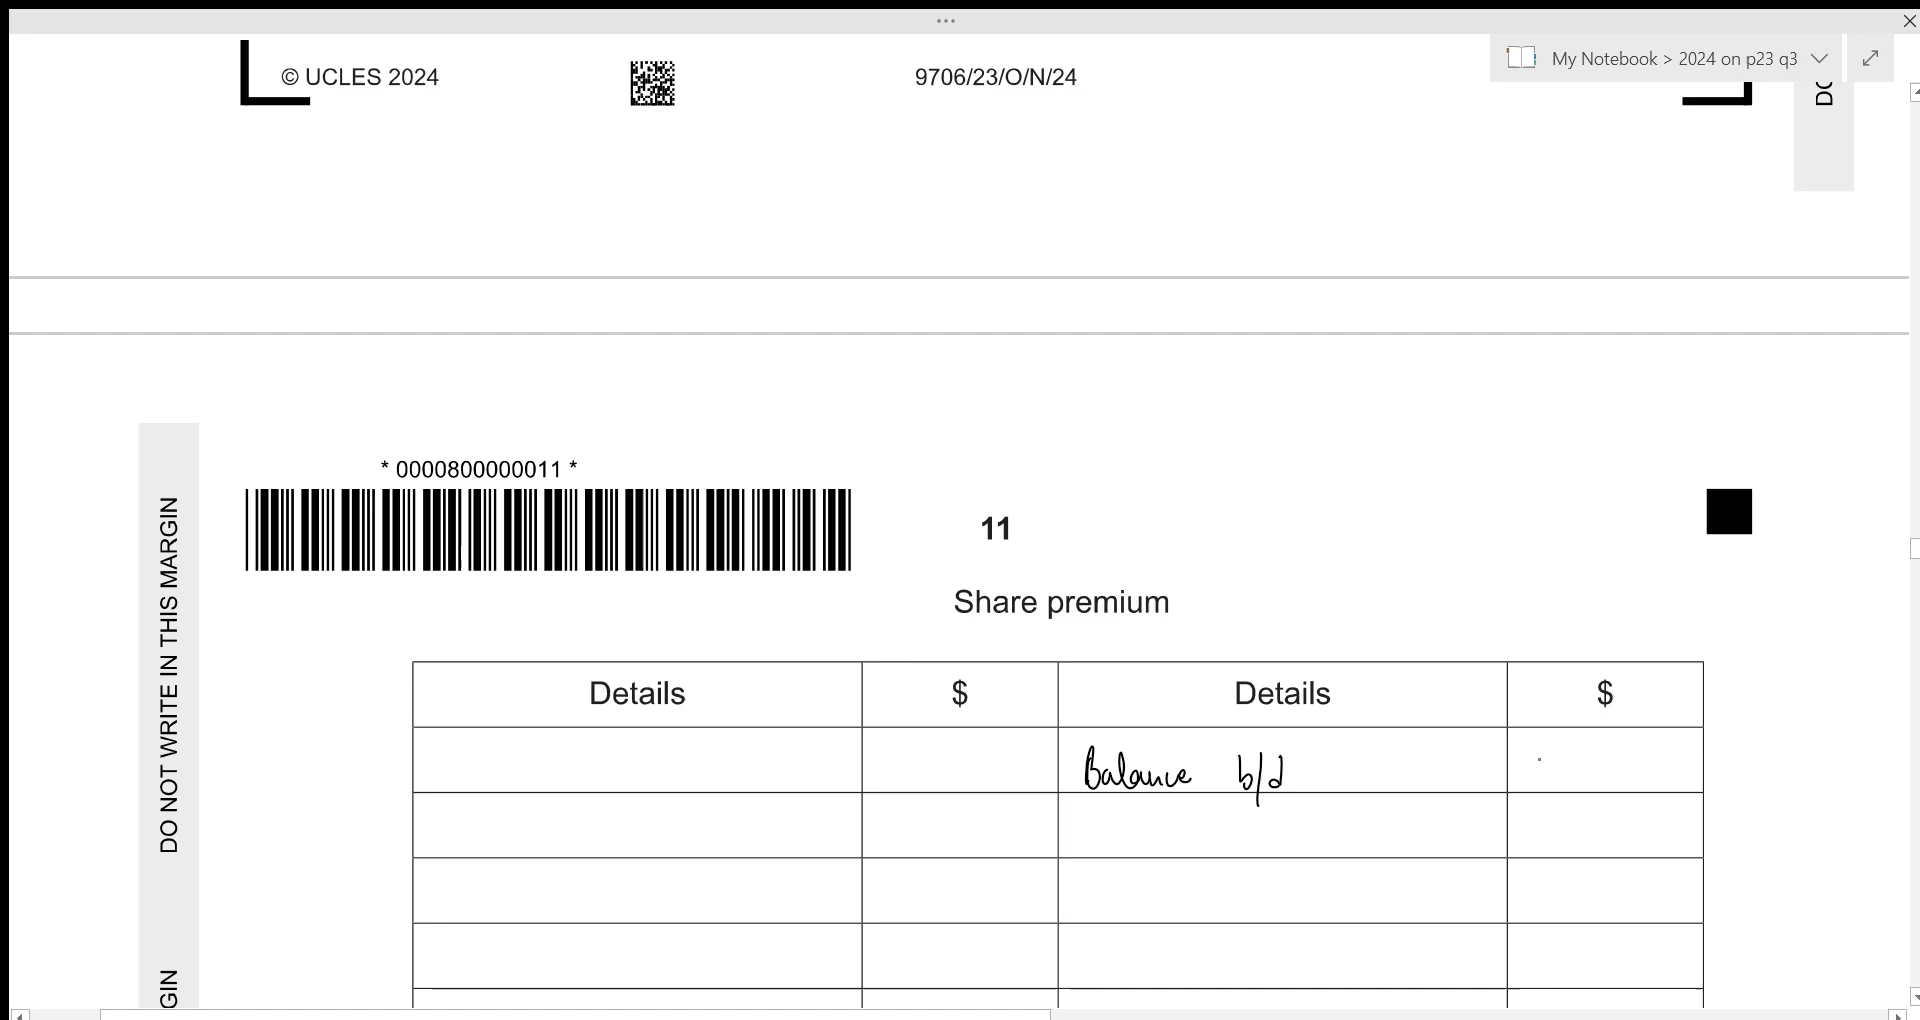 My Notebook > 2024 on p23 q3
© UCLES 2024 9706/23/O/N/24
* 0000800000011 *
11
DO NOT WRITE IN THIS MARGIN
Share premium
Details $ Details $
Balance b/d